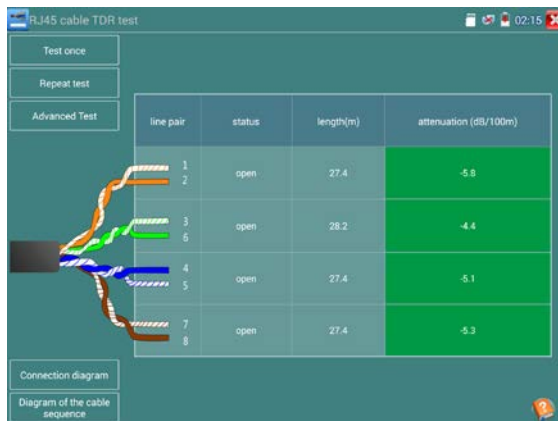 RJ45 cable TDR test
02:15
Test once
Repeat test
Advanced Test
line pair status length(m) attenuation (dB/100m)
1
2
open 27.4 -5.8
3
6
open 28.2 -4.4
4
5
open 27.4 -5.1
7
8
open 27.4 -5.3
Connection diagram
Diagram of the cable
sequence
?